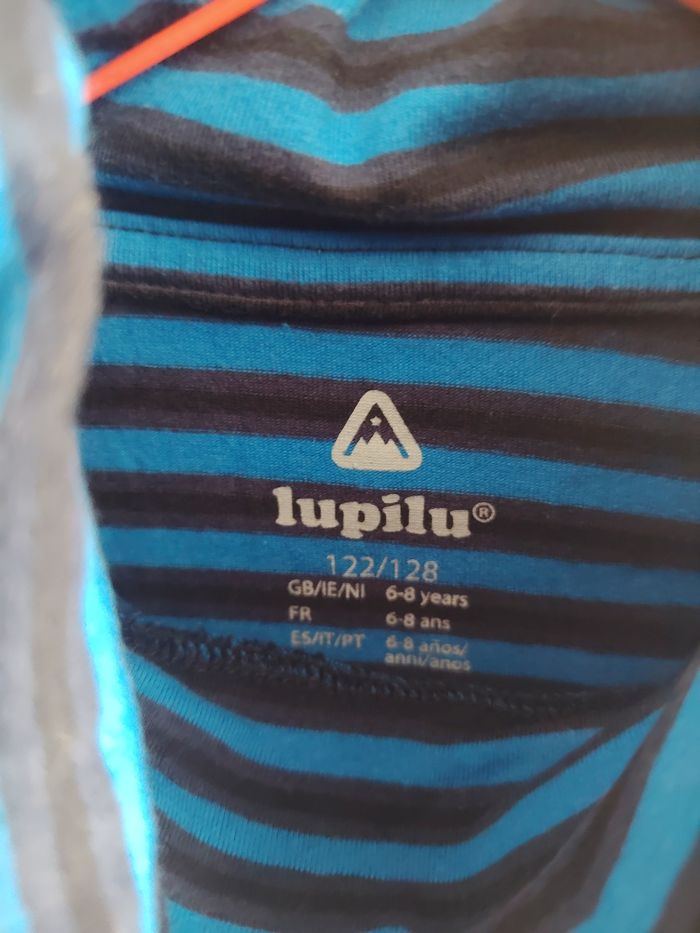 lupilu®
122/128
GB/IE/NI 6-8 years
FR 6-8 ans
ES/IT/PT 6-8 años/
anni/anos